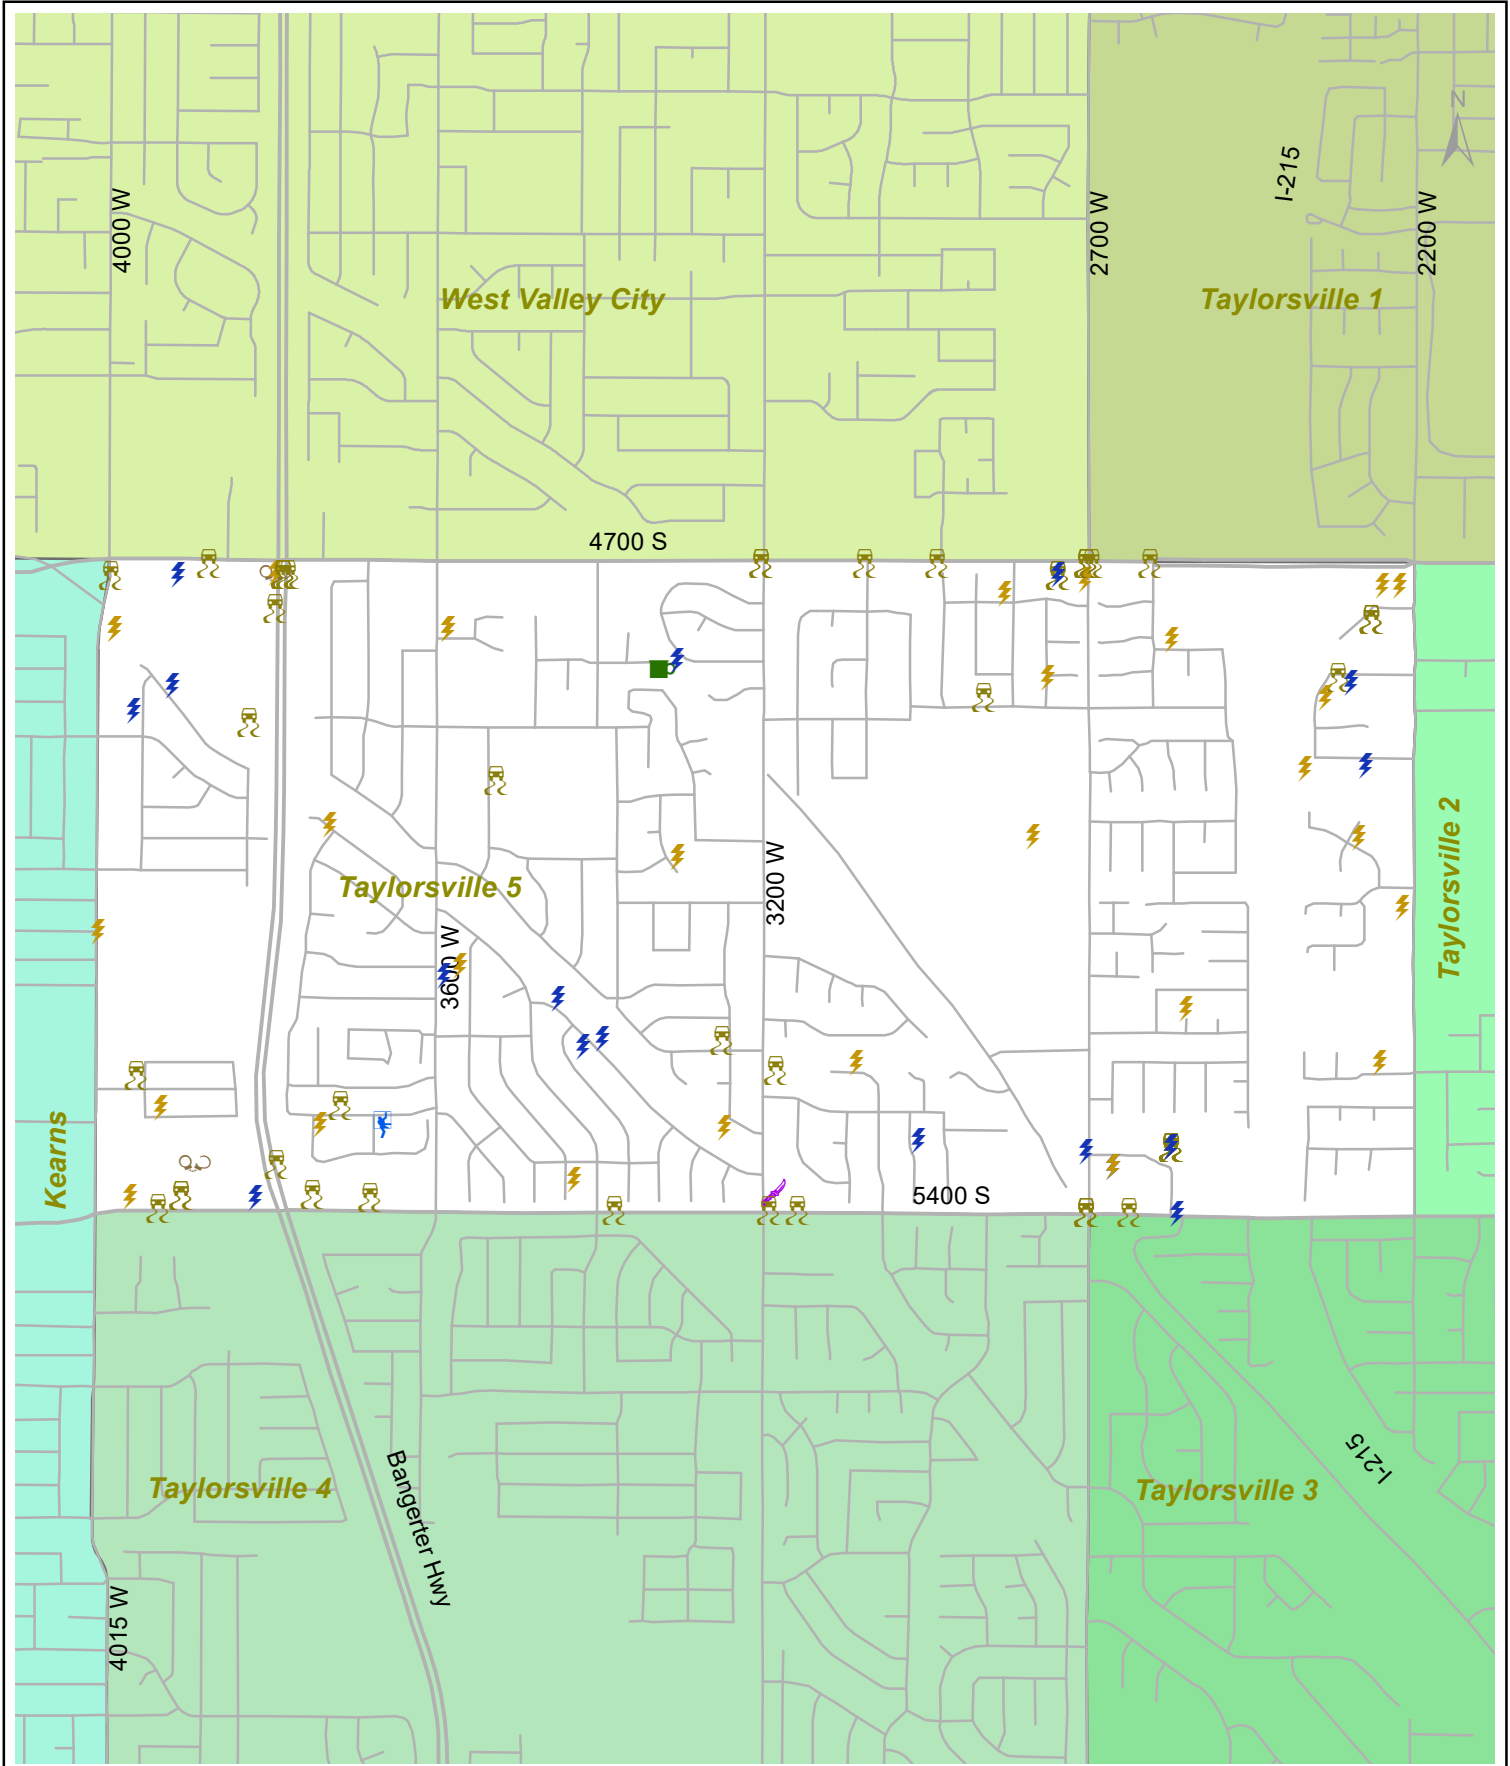 N
I-215
4000 W
2700 W
2200 W
West Valley City
Taylorsville 1
4700 S
Taylorsville 2
3200 W
Taylorsville 5
3600 W
Kearns
5400 S
Bangerter Hwy
I-215
Taylorsville 4
Taylorsville 3
4015 W